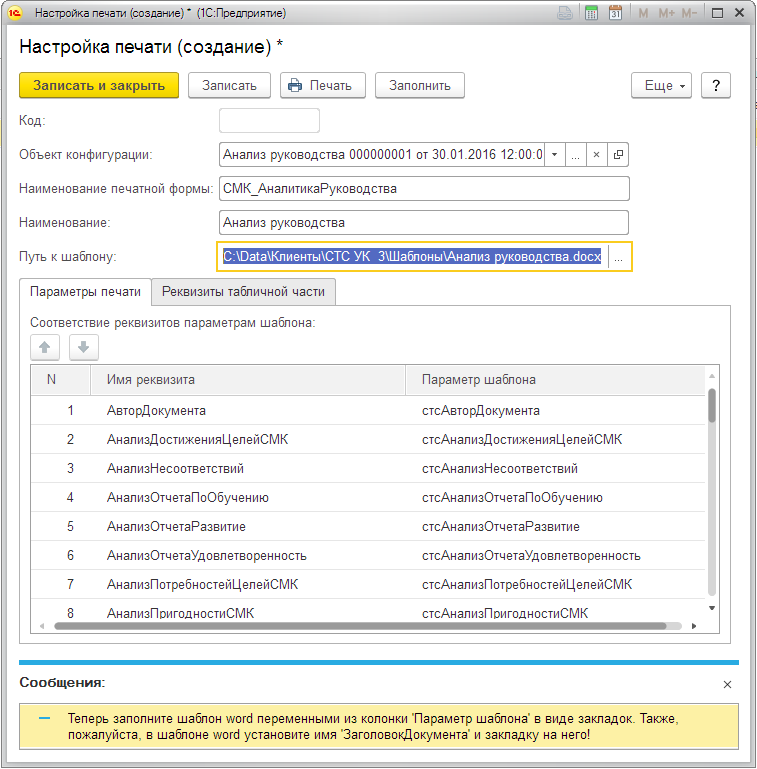 Настройка печати (создание) * (1С:Предприятие)
31 M M+ M-
Настройка печати (создание) *
Записать и закрыть Записать Печать Заполнить Еще ?
Код:
Объект конфигурации: Анализ руководства 000000001 от 30.01.2016 12:00:0 ...
Наименование печатной формы: СМК_АналитикаРуководства
Наименование: Анализ руководства
Путь к шаблону: C:\Data\Клиенты\СТС УК 3\Шаблоны\Анализ руководства.docx ...
Параметры печати Реквизиты табличной части
Соответствие реквизитов параметрам шаблона:
N Имя реквизита Параметр шаблона
1 АвторДокумента стсАвторДокумента
2 АнализДостиженияЦелейСМК стсАнализДостиженияЦелейСМК
3 АнализНесоответствий стсАнализНесоответствий
4 АнализОтчетаПоОбучению стсАнализОтчетаПоОбучению
5 АнализОтчетаРазвитие стсАнализОтчетаРазвитие
6 АнализОтчетаУдовлетворенность стсАнализОтчетаУдовлетворенность
7 АнализПотребностейЦелейСМК стсАнализПотребностейЦелейСМК
8 АнализПригодностиСМК стсАнализПригодностиСМК
Сообщения:
Теперь заполните шаблон word переменными из колонки 'Параметр шаблона' в виде закладок. Также,
пожалуйста, в шаблоне word установите имя 'ЗаголовокДокумента' и закладку на него!